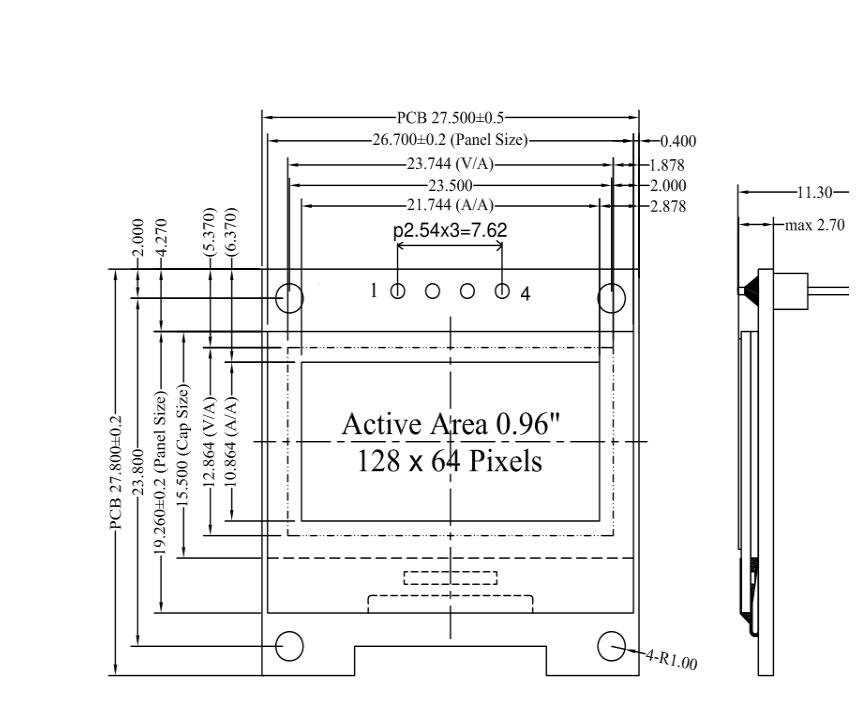 PCB 27.500±0.5
26.700±0.2 (Panel Size)
0.400
23.744 (V/A)
1.878
23.500
2.000
21.744 (A/A)
2.878
p2.54x3=7.62
11.30
max 2.70
2.000
4.270
(5.370)
(6.370)
1
4
Active Area 0.96"
128 x 64 Pixels
PCB 27.800±0.2
23.800
19.260±0.2 (Panel Size)
15.500 (Cap Size)
12.864 (V/A)
10.864 (A/A)
4-R1.00